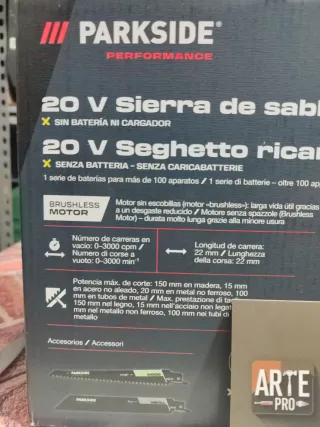 /// PARKSIDE®
PERFORMANCE
20 V Sierra de sabl
✕ SIN BATERÍA NI CARGADOR
20 V Seghetto ricar
✕ SENZA BATTERIA – SENZA CARICABATTERIE
1 serie de baterías para más de 100 aparatos / 1 serie di batterie – oltre 100 app
BRUSHLESS
MOTOR
Motor sin escobillas (motor «brushless»): larga vida útil gracias
a un desgaste reducido / Motore senza spazzole (Brushless
Motor) – durata molto lunga grazie alla minore usura
Número de carreras en
vacío: 0–3000 cpm /
Numero di corse a
vuoto: 0–3000 min⁻¹
Longitud de carrera:
22 mm / Lunghezza
della corsa: 22 mm
Potencia máx. de corte: 150 mm en madera, 15 mm
en acero no aleado, 20 mm en metal no ferroso, 100
mm en tubos de metal / Max. prestazione di ta
150 mm nel legno, 15 mm nell'acciaio non legat
mm nel metallo non ferroso, 100 mm nei tubi di
metallo
Accesorios / Accessori
PARKSIDE
PARKSIDE
ARTE
PRO